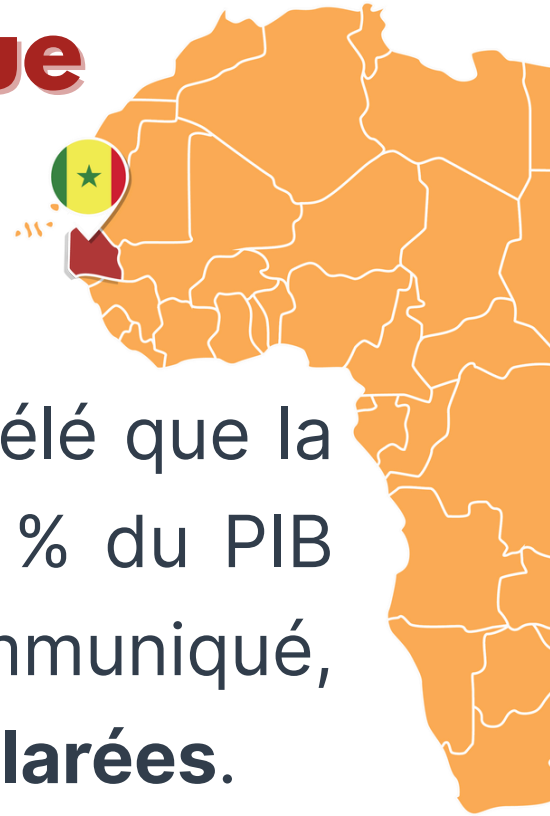 ue
élé que la
% du PIB
nmuniqué,
larées.